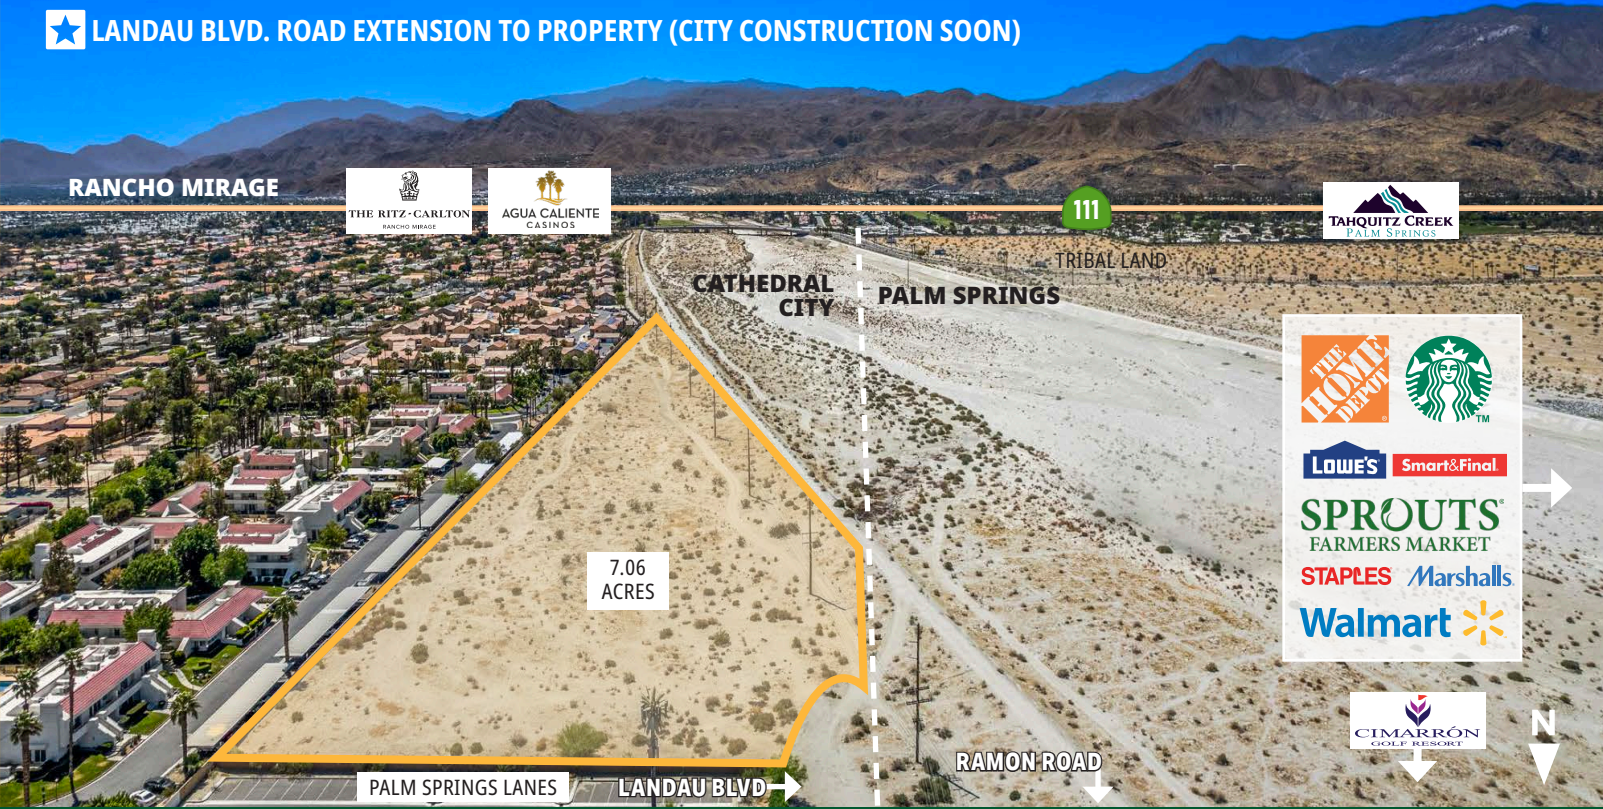 LANDAU BLVD. ROAD EXTENSION TO PROPERTY (CITY CONSTRUCTION SOON)
RANCHO MIRAGE
THE RITZ-CARLTON
RANCHO MIRAGE
AGUA CALIENTE
CASINOS
111
TAHQUITZ CREEK
PALM SPRINGS
TRIBAL LAND
CATHEDRAL
CITY
PALM SPRINGS
THE
HOME
DEPOT
TM
LOWE'S
Smart&Final.
SPROUTS®
FARMERS MARKET
STAPLES
Marshalls.
Walmart
7.06
ACRES
CIMARRÓN
GOLF RESORT
N
RAMON ROAD
PALM SPRINGS LANES
LANDAU BLVD